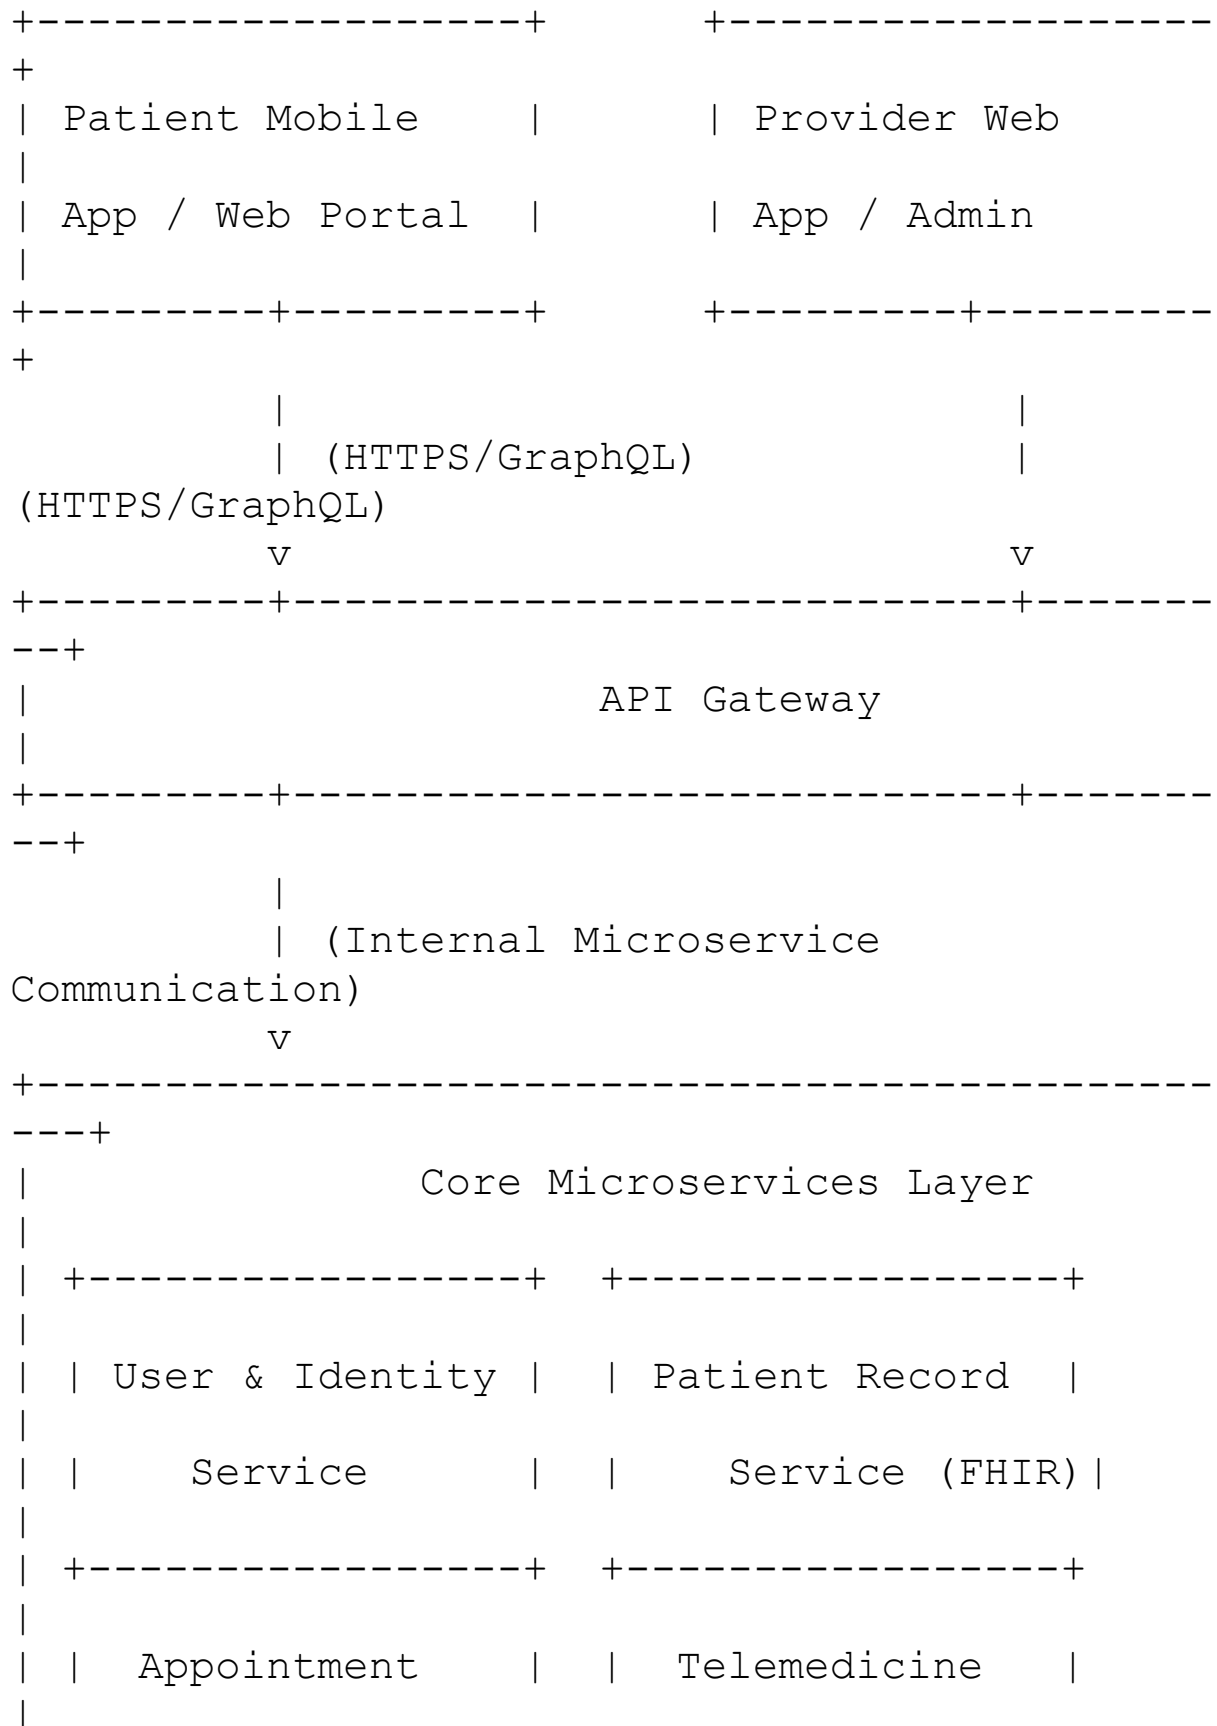 +-------------------+      +-------------------
+
| Patient Mobile    |      | Provider Web
|
| App / Web Portal  |      | App / Admin
|
+---------+---------+      +---------+---------
+
          |                            |
          | (HTTPS/GraphQL)            |
(HTTPS/GraphQL)
          v                            v
+---------+----------------------------+-------
--+
|                      API Gateway
|
+---------+----------------------------+-------
--+
          |
          | (Internal Microservice
Communication)
          v
+----------------------------------------------
---+
|               Core Microservices Layer
|
| +-----------------+  +-----------------+
|
| | User & Identity |  | Patient Record  |
|
| |    Service      |  |    Service (FHIR)|
|
| +-----------------+  +-----------------+
|
| |  Appointment    |  |  Telemedicine   |
|